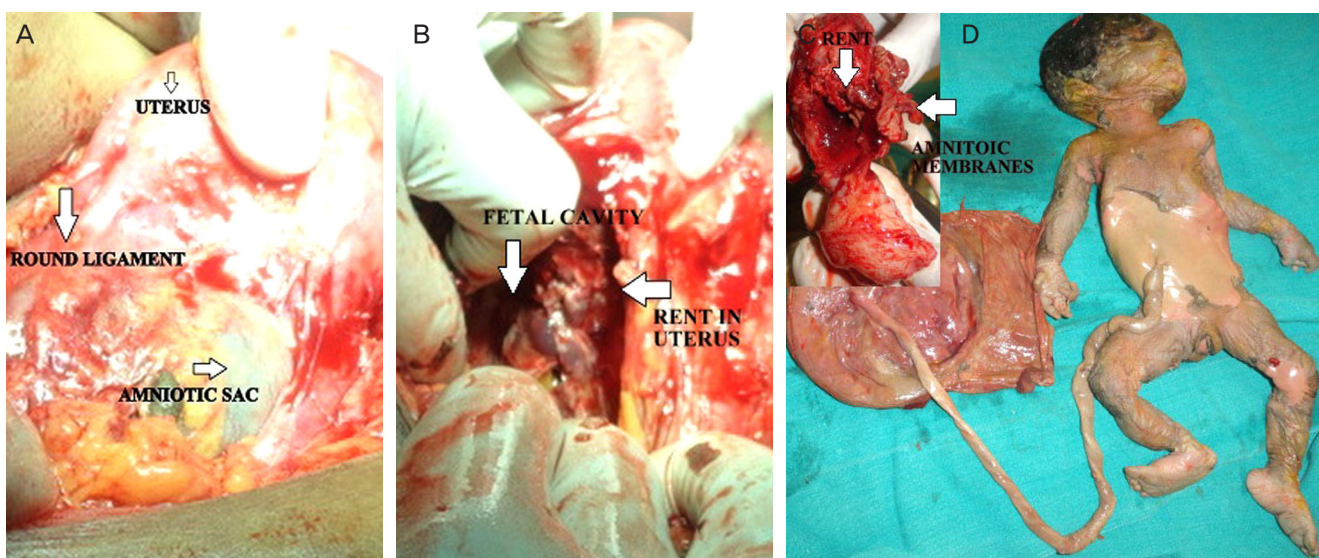 A
UTERUS
ROUND LIGAMENT
AMNIOTIC SAC
B
FETAL CAVITY
RENT IN
UTERUS
C
RENT
AMNITOIC
MEMBRANES
D